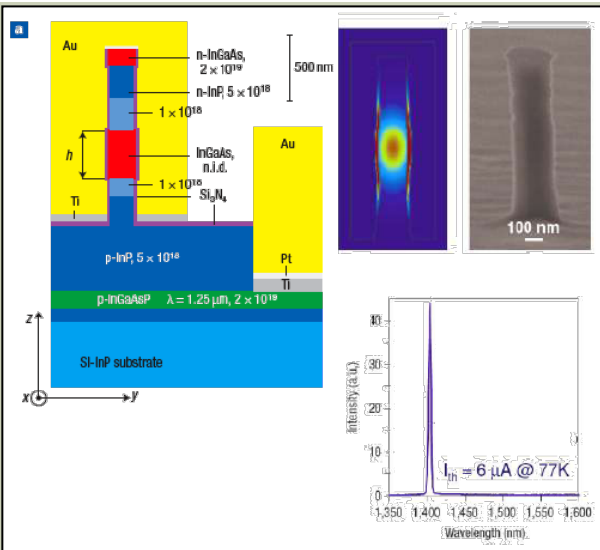 a
Au
n-InGaAs,
2 × 10¹⁹
n-InP, 5 × 10¹⁸
1 × 10¹⁸
500 nm
h
InGaAs,
n.i.d.
1 × 10¹⁸
Si₃N₄
Ti
Au
p-InP, 5 × 10¹⁸
Pt
Ti
p-InGaAsP λ = 1.25 μm, 2 × 10¹⁹
z
SI-InP substrate
x
y
100 nm
Intensity (a.u.)
40
30
20
10
0
I_th = 6 μA @ 77K
1,350 1,400 1,450 1,500 1,550 1,600
Wavelength (nm)